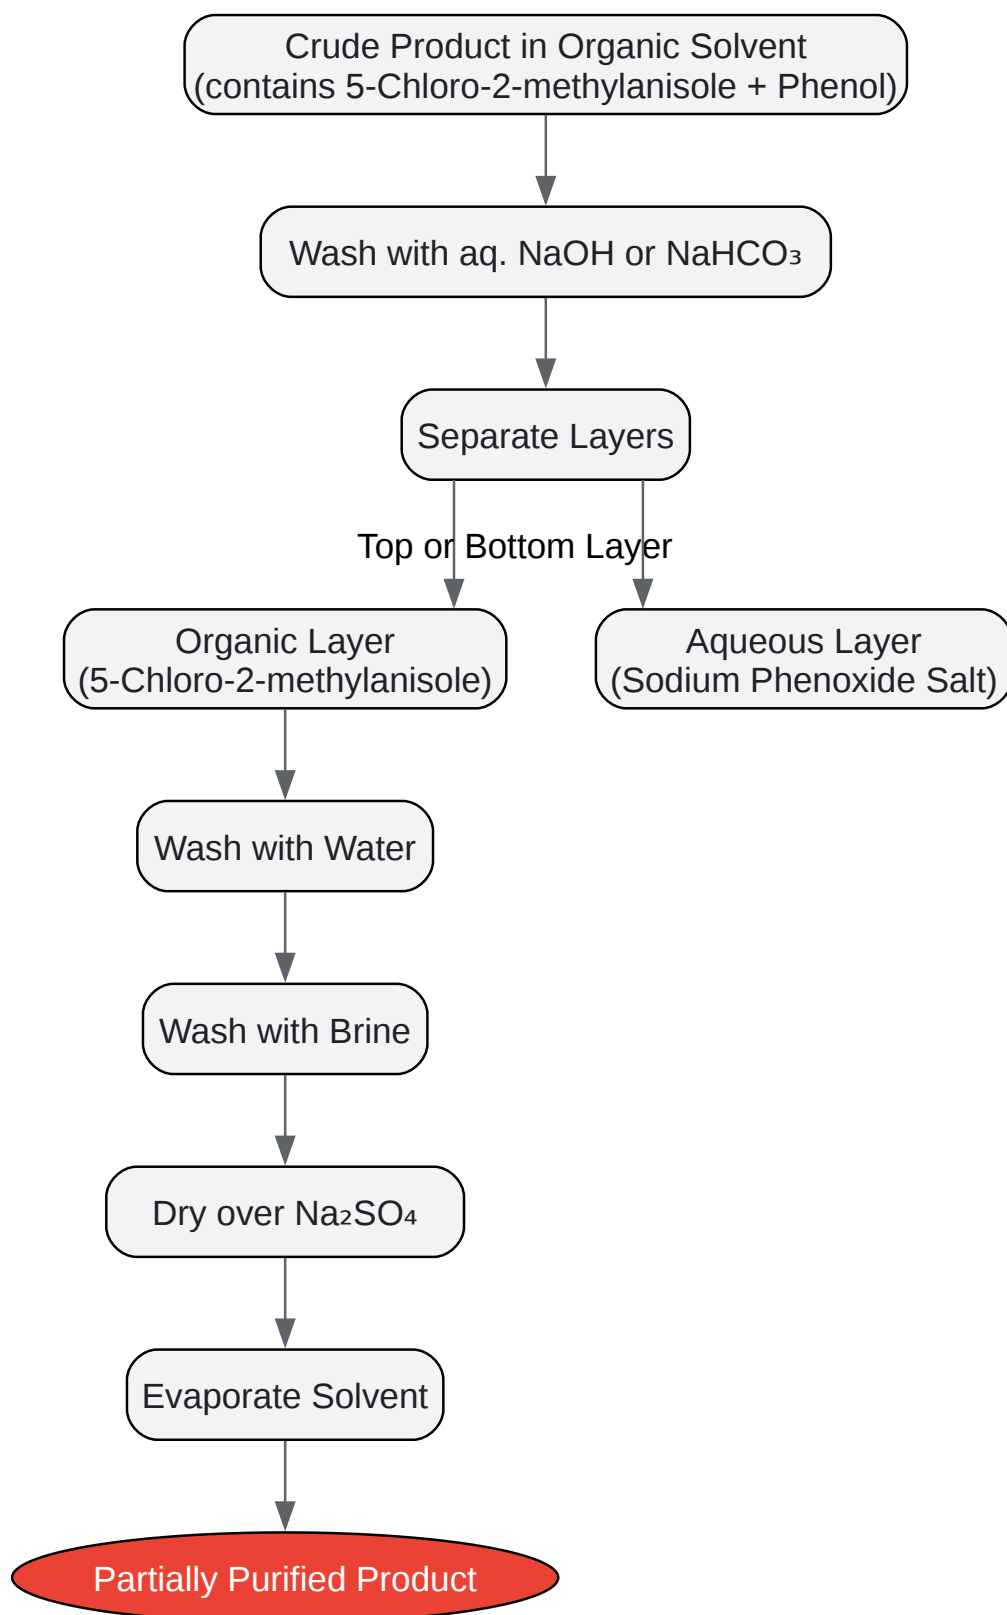 Crude Product in Organic Solvent
(contains 5-Chloro-2-methylanisole + Phenol)
Wash with aq. NaOH or NaHCO₃
Separate Layers
Top or Bottom Layer
Organic Layer
(5-Chloro-2-methylanisole)
Aqueous Layer
(Sodium Phenoxide Salt)
Wash with Water
Wash with Brine
Dry over Na₂SO₄
Evaporate Solvent
Partially Purified Product